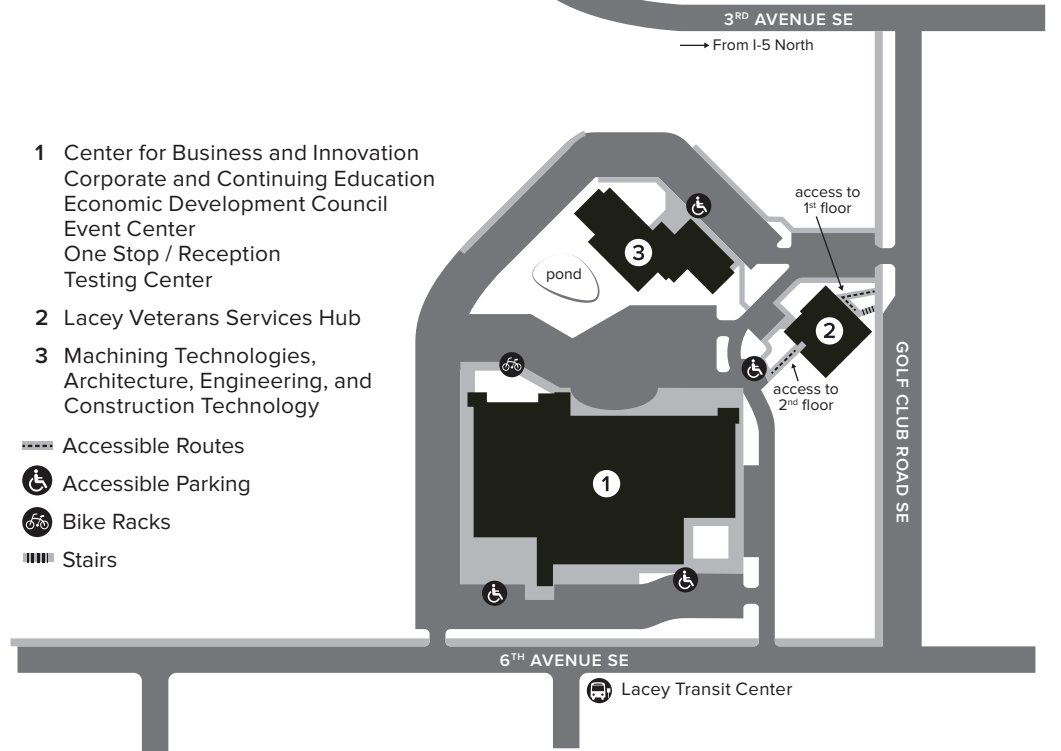 3RD AVENUE SE
From I-5 North
1 Center for Business and Innovation
Corporate and Continuing Education
Economic Development Council
Event Center
One Stop / Reception
Testing Center
2 Lacey Veterans Services Hub
3 Machining Technologies,
Architecture, Engineering, and
Construction Technology
Accessible Routes
Accessible Parking
Bike Racks
Stairs
access to
1st floor
3
pond
2
access to
2nd floor
GOLF CLUB ROAD SE
1
6TH AVENUE SE
Lacey Transit Center